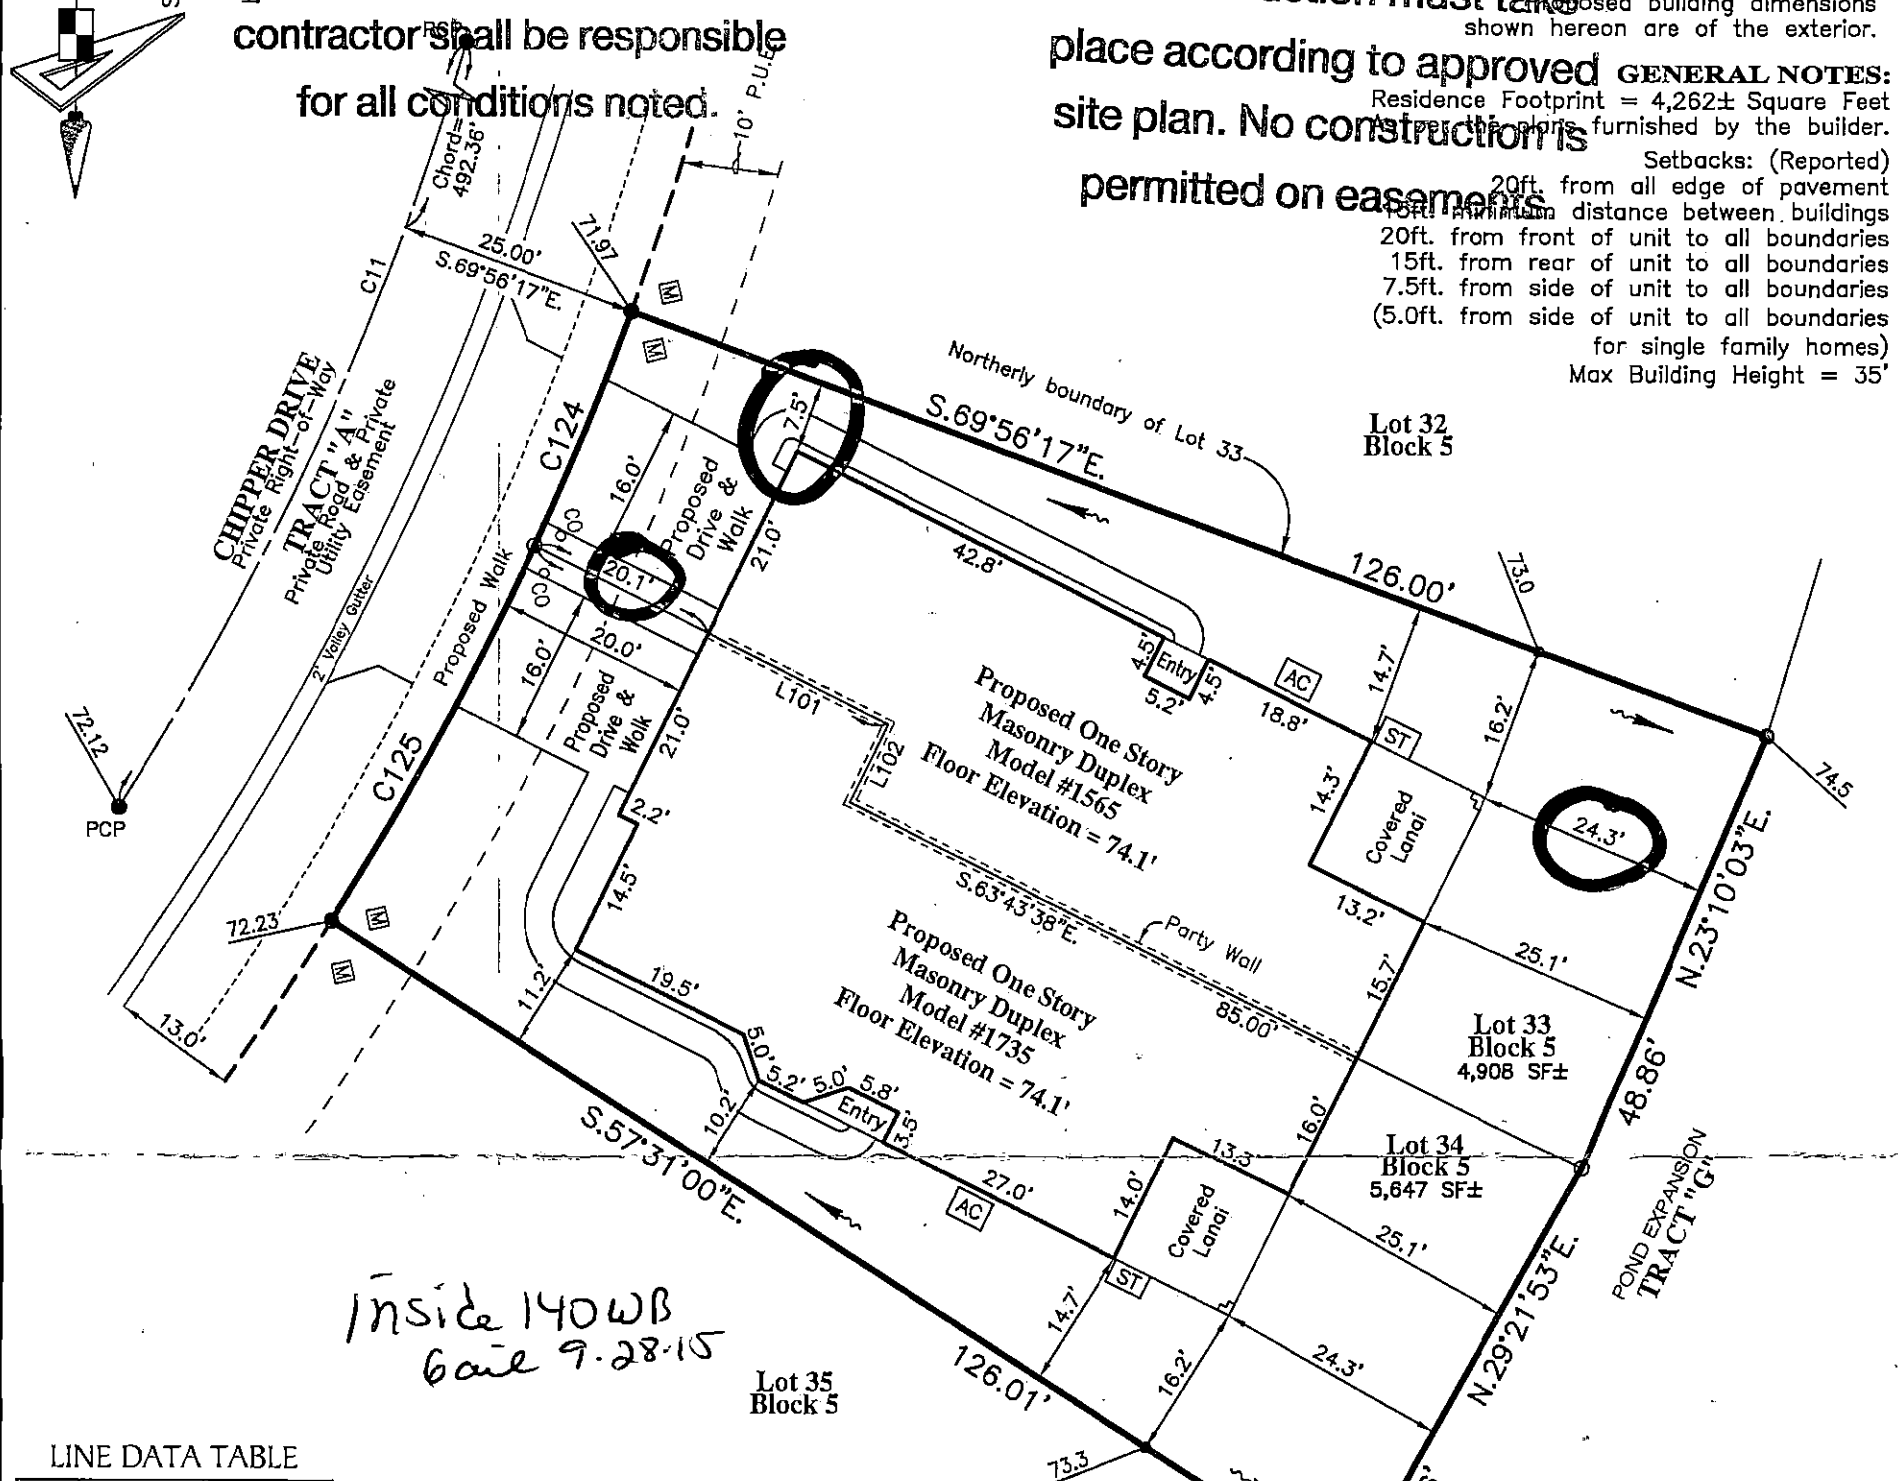 contractor shall be responsible
for all conditions noted.
place according to approved
site plan. No construction is
permitted on easements.
proposed building dimensions
shown hereon are of the exterior.
GENERAL NOTES:
Residence Footprint = 4,262± Square Feet
As per the plans furnished by the builder.
Setbacks: (Reported)
20ft. from all edge of pavement
15ft. minimum distance between buildings
20ft. from front of unit to all boundaries
15ft. from rear of unit to all boundaries
7.5ft. from side of unit to all boundaries
(5.0ft. from side of unit to all boundaries
for single family homes)
Max Building Height = 35'
PCP
10' P.U.E.
Chord=
492.36'
C11
25.00'
S.69°56'17"E.
71.97
M
M
CHIPPER DRIVE
Private Right-of-Way
TRACT "A"
Private Road & Private
Utility Easement
2' Valley Gutter
Proposed Walk
C124
C125
72.12
PCP
72.23'
M
M
13.0'
7.5'
16.0'
Proposed
Drive &
Walk
21.0'
CO
CO
20.1'
20.0'
16.0'
Proposed
Drive &
Walk
21.0'
2.2'
14.5'
11.2'
Northerly boundary of Lot 33
S.69°56'17"E.
126.00'
Lot 32
Block 5
42.8'
4.5'
Entry
5.2'
4.5'
AC
18.8'
14.7'
ST
16.2'
73.0
74.5
14.3'
Covered
Lanai
13.2'
24.3'
25.1'
15.7'
N.23°10'03"E.
48.86'
L101
L102
Proposed One Story
Masonry Duplex
Model #1565
Floor Elevation = 74.1'
S.63°43'38"E.
Party Wall
85.00'
Proposed One Story
Masonry Duplex
Model #1735
Floor Elevation = 74.1'
Lot 33
Block 5
4,908 SF±
Lot 34
Block 5
5,647 SF±
19.5'
5.0'
5.2'
5.0'
5.8'
Entry
3.5'
10.2'
S.57°31'00"E.
126.01'
AC
27.0'
14.0'
13.3
16.0'
Covered
Lanai
ST
14.7'
16.2'
25.1'
24.3'
N.29°21'53"E.
POND EXPANSION
TRACT "G"
73.3
Inside 140WB
Gail 9.28.15
Lot 35
Block 5
LINE DATA TABLE